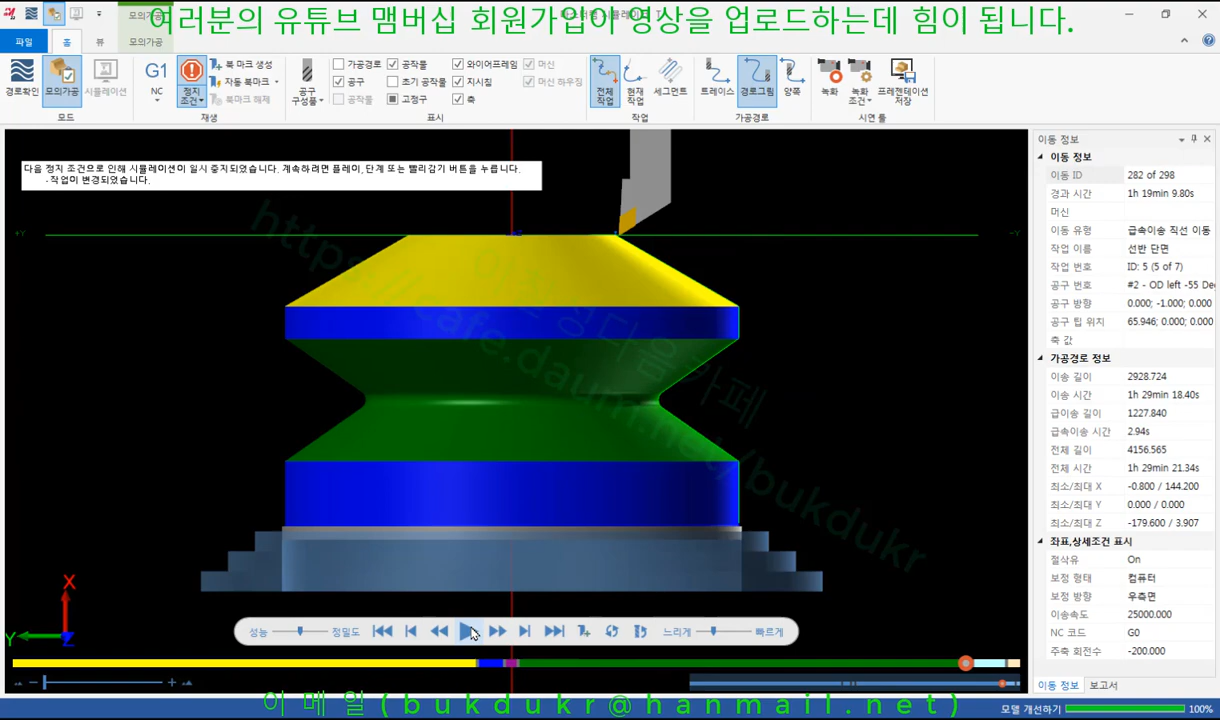 여러분의 유튜브 맴버십 회원가입이 영상을 업로드하는데 힘이 됩니다.
파일 홈 뷰 모의가공
경로확인 모의가공 시뮬레이션
모드
G1
NC
정지
조건
북 마크 생성
자동 북마크
북마크 해제
재생
공구
구성품
가공경로 공작물 와이어프레임 머신
공구 초기 공작물 지시침 머신 하우징
공작물 고정구 축
표시
전체
작업
현재
작업
세그먼트
작업
트레이스 경로그림 양쪽
가공경로
녹화
녹화
조건
프레젠테이션
저장
시연 툴
다음 정지 조건으로 인해 시뮬레이션이 일시 중지되었습니다. 계속하려면 플레이, 단계 또는 빨리감기 버튼을 누릅니다.
- 작업이 변경되었습니다.
+Y
-Y
https://cafe.daum.net/bukdukr
X
Y
Z
성능 정밀도 느리게 빠르게
이동 정보
이동 정보
이동 ID 282 of 298
경과 시간 1h 19min 9.80s
머신
이동 유형 급속이송 직선 이동
작업 이름 선반 단면
작업 번호 ID: 5 (5 of 7)
공구 번호 #2 - OD left -55 De
공구 방향 0.000; -1.000; 0.000
공구 팁 위치 65.946; 0.000; 0.000
축 값
가공경로 정보
이송 길이 2928.724
이송 시간 1h 29min 18.40s
급이송 길이 1227.840
급속이송 시간 2.94s
전체 길이 4156.565
전체 시간 1h 29min 21.34s
최소/최대 X -0.800 / 144.200
최소/최대 Y 0.000 / 0.000
최소/최대 Z -179.600 / 3.907
좌표,상세조건 표시
절삭유 On
보정 형태 컴퓨터
보정 방향 우측면
이송속도 25000.000
NC 코드 G0
주축 회전수 -200.000
이동 정보 보고서
이 메 일(bukdukr@hanmail.net)
모델 개선하기 100%